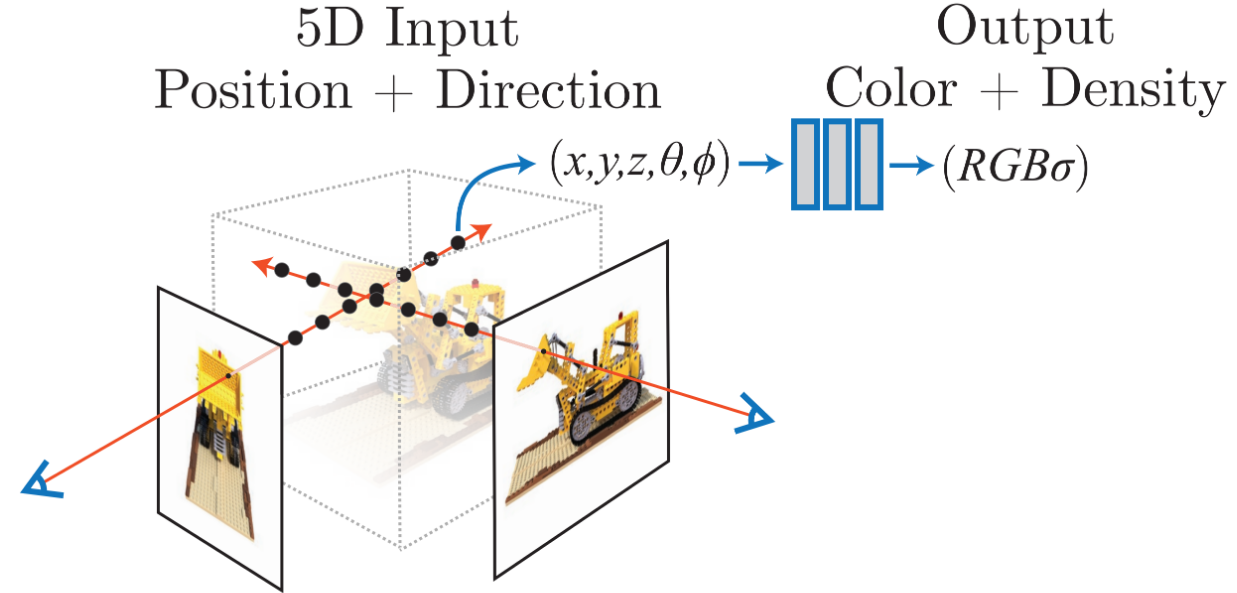 5D Input
Position + Direction
Output
Color + Density
(x,y,z,θ,ϕ)
(RGBσ)